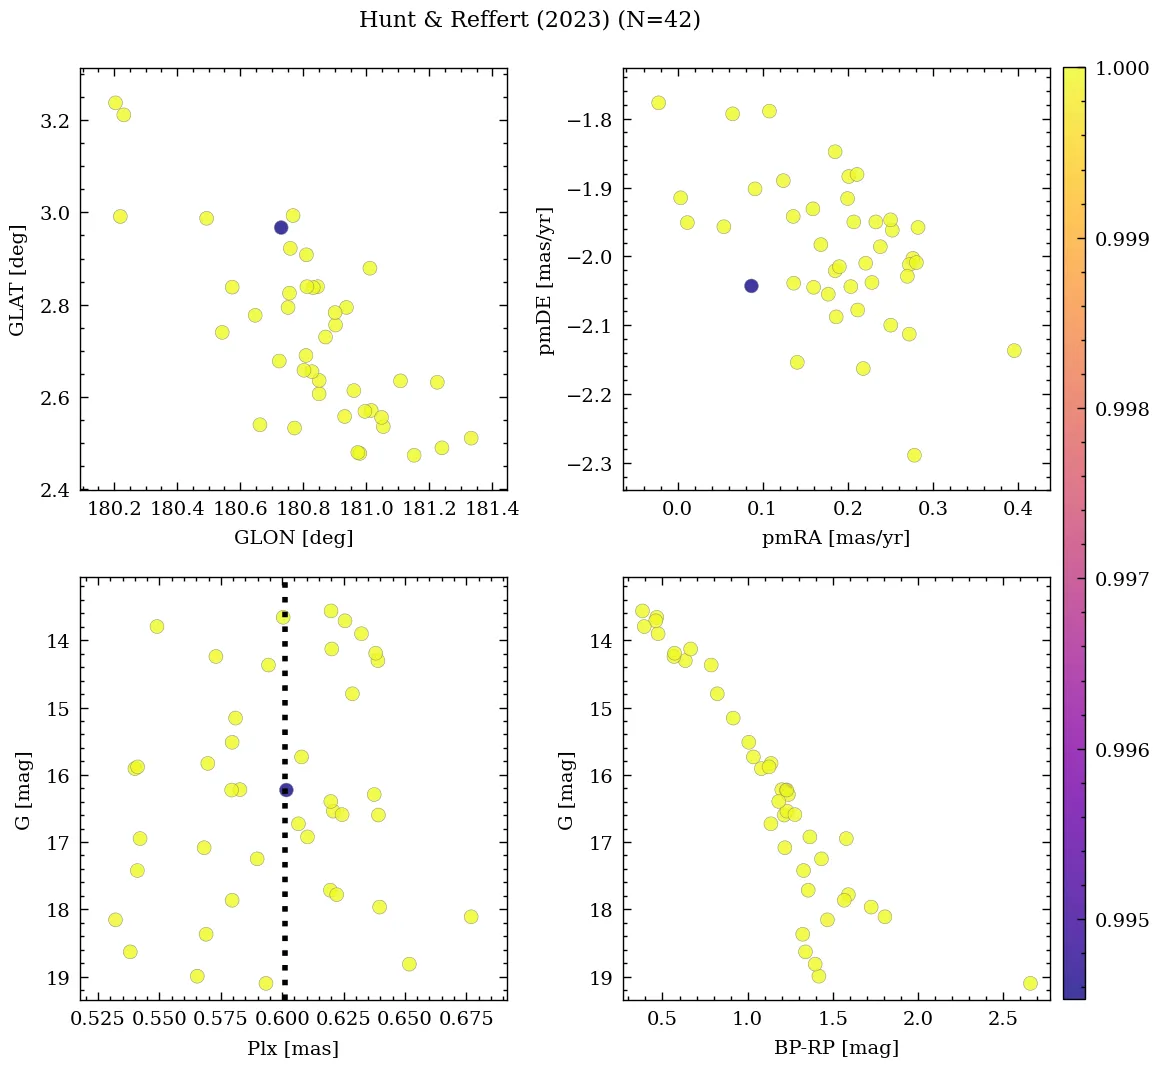 Hunt & Reffert (2023) (N=42)
3.2
3.0
2.8
2.6
2.4
GLAT [deg]
180.2 180.4 180.6 180.8 181.0 181.2 181.4
GLON [deg]
−1.8
−1.9
−2.0
−2.1
−2.2
−2.3
pmDE [mas/yr]
0.0 0.1 0.2 0.3 0.4
pmRA [mas/yr]
14
15
16
17
18
19
G [mag]
0.525 0.550 0.575 0.600 0.625 0.650 0.675
Plx [mas]
14
15
16
17
18
19
G [mag]
0.5 1.0 1.5 2.0 2.5
BP-RP [mag]
1.000
0.999
0.998
0.997
0.996
0.995